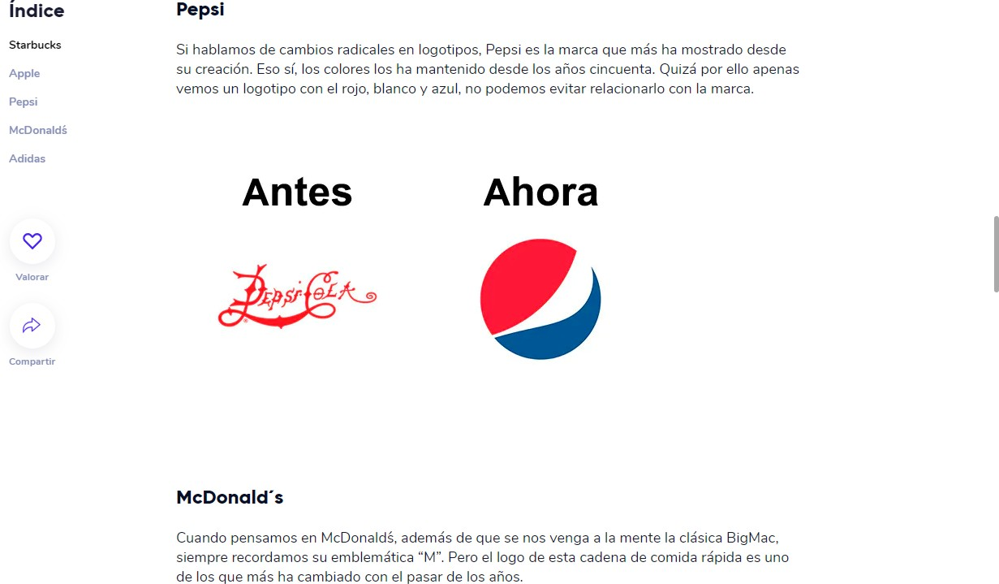 Índice
Starbucks
Apple
Pepsi
McDonaldś
Adidas
Valorar
Compartir
Pepsi
Si hablamos de cambios radicales en logotipos, Pepsi es la marca que más ha mostrado desde
su creación. Eso sí, los colores los ha mantenido desde los años cincuenta. Quizá por ello apenas
vemos un logotipo con el rojo, blanco y azul, no podemos evitar relacionarlo con la marca.
Antes
Ahora
Pepsi-Cola
McDonald´s
Cuando pensamos en McDonaldś, además de que se nos venga a la mente la clásica BigMac,
siempre recordamos su emblemática “M”. Pero el logo de esta cadena de comida rápida es uno
de los que más ha cambiado con el pasar de los años.